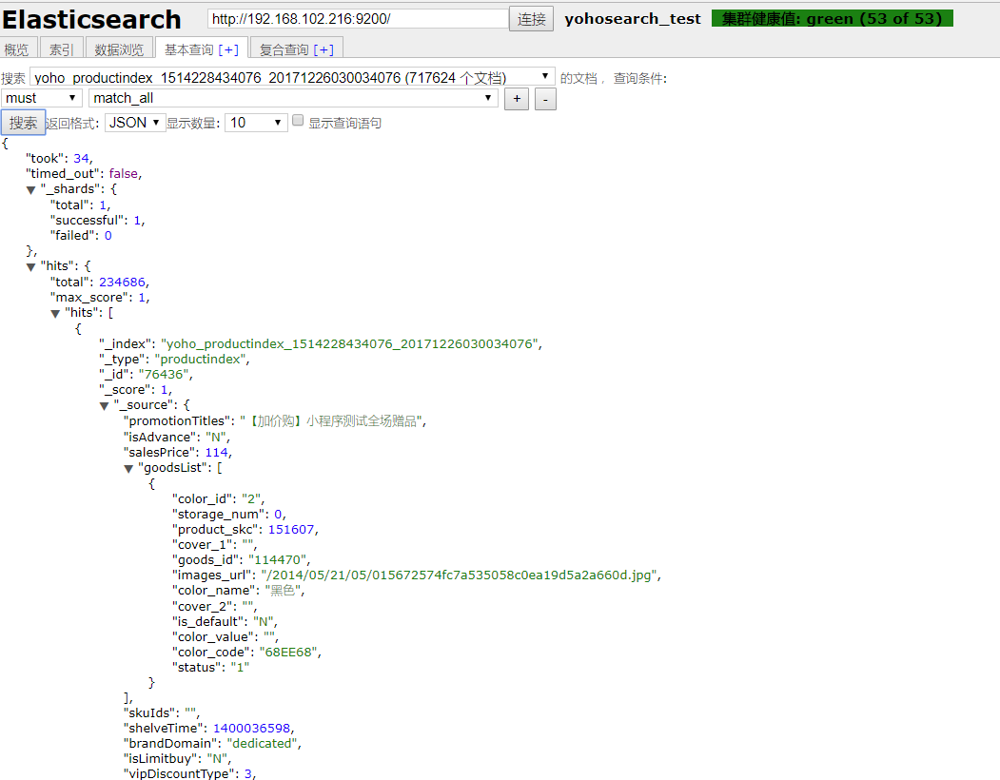 Elasticsearch http://192.168.102.216:9200/ 连接 yohosearch_test 集群健康值: green (53 of 53)
概览 索引 数据浏览 基本查询 [+] 复合查询 [+]
搜索 yoho_productindex_1514228434076_20171226030034076 (717624 个文档) 的文档， 查询条件:
must match_all + -
搜索 返回格式: JSON 显示数量: 10 显示查询语句
{
"took": 34,
"timed_out": false,
▼ "_shards": {
"total": 1,
"successful": 1,
"failed": 0
},
▼ "hits": {
"total": 234686,
"max_score": 1,
▼ "hits": [
{
"_index": "yoho_productindex_1514228434076_20171226030034076",
"_type": "productindex",
"_id": "76436",
"_score": 1,
▼ "_source": {
"promotionTitles": "【加价购】小程序测试全场赠品",
"isAdvance": "N",
"salesPrice": 114,
▼ "goodsList": [
{
"color_id": "2",
"storage_num": 0,
"product_skc": 151607,
"cover_1": "",
"goods_id": "114470",
"images_url": "/2014/05/21/05/015672574fc7a535058c0ea19d5a2a660d.jpg",
"color_name": "黑色",
"cover_2": "",
"is_default": "N",
"color_value": "",
"color_code": "68EE68",
"status": "1"
}
],
"skuIds": "",
"shelveTime": 1400036598,
"brandDomain": "dedicated",
"isLimitbuy": "N",
"vipDiscountType": 3,